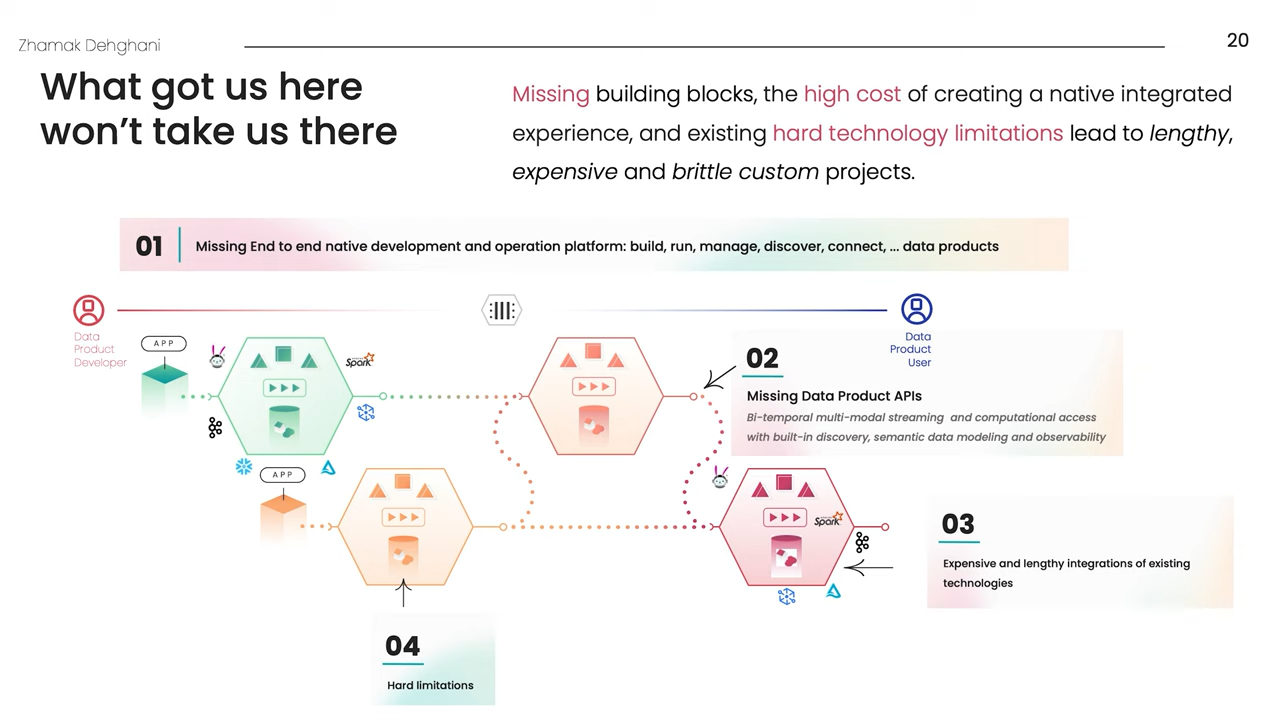 Zhamak Dehghani
20
What got us here
won’t take us there
Missing building blocks, the high cost of creating a native integrated
experience, and existing hard technology limitations lead to lengthy,
expensive and brittle custom projects.
01
Missing End to end native development and operation platform: build, run, manage, discover, connect, ... data products
Data
Product
Developer
Data
Product
User
APP
Spark
02
Missing Data Product APIs
Bi-temporal multi-modal streaming and computational access
with built-in discovery, semantic data modeling and observability
APP
Spark
03
Expensive and lengthy integrations of existing
technologies
04
Hard limitations